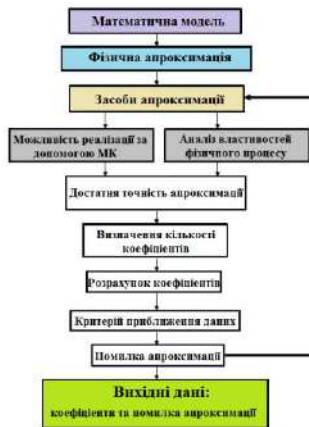 Математична модель
Фізична апроксимація
Засоби апроксимації
Можливість реалізації за
допомогою МК
Аналіз властивостей
фізичного процесу
Достатня точність апроксимації
Визначення кількості
коефіцієнтів
Розрахунок коефіцієнтів
Критерій приближення даних
Помилка апроксимації
Вихідні дані:
коефіцієнти та помилка апроксимації